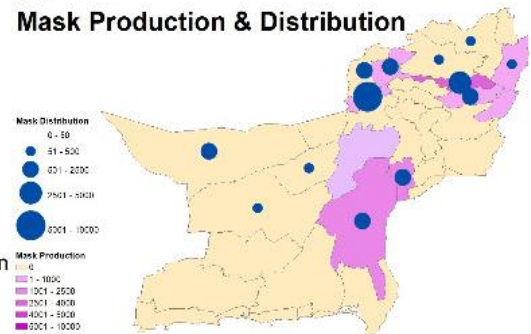 Mask Production & Distribution
Mask Distribution
0 - 50
51 - 500
501 - 2500
2501 - 5000
5001 - 10000
n
Mask Production
0
1 - 1000
1001 - 2500
2501 - 4000
4001 - 5000
5001 - 10000